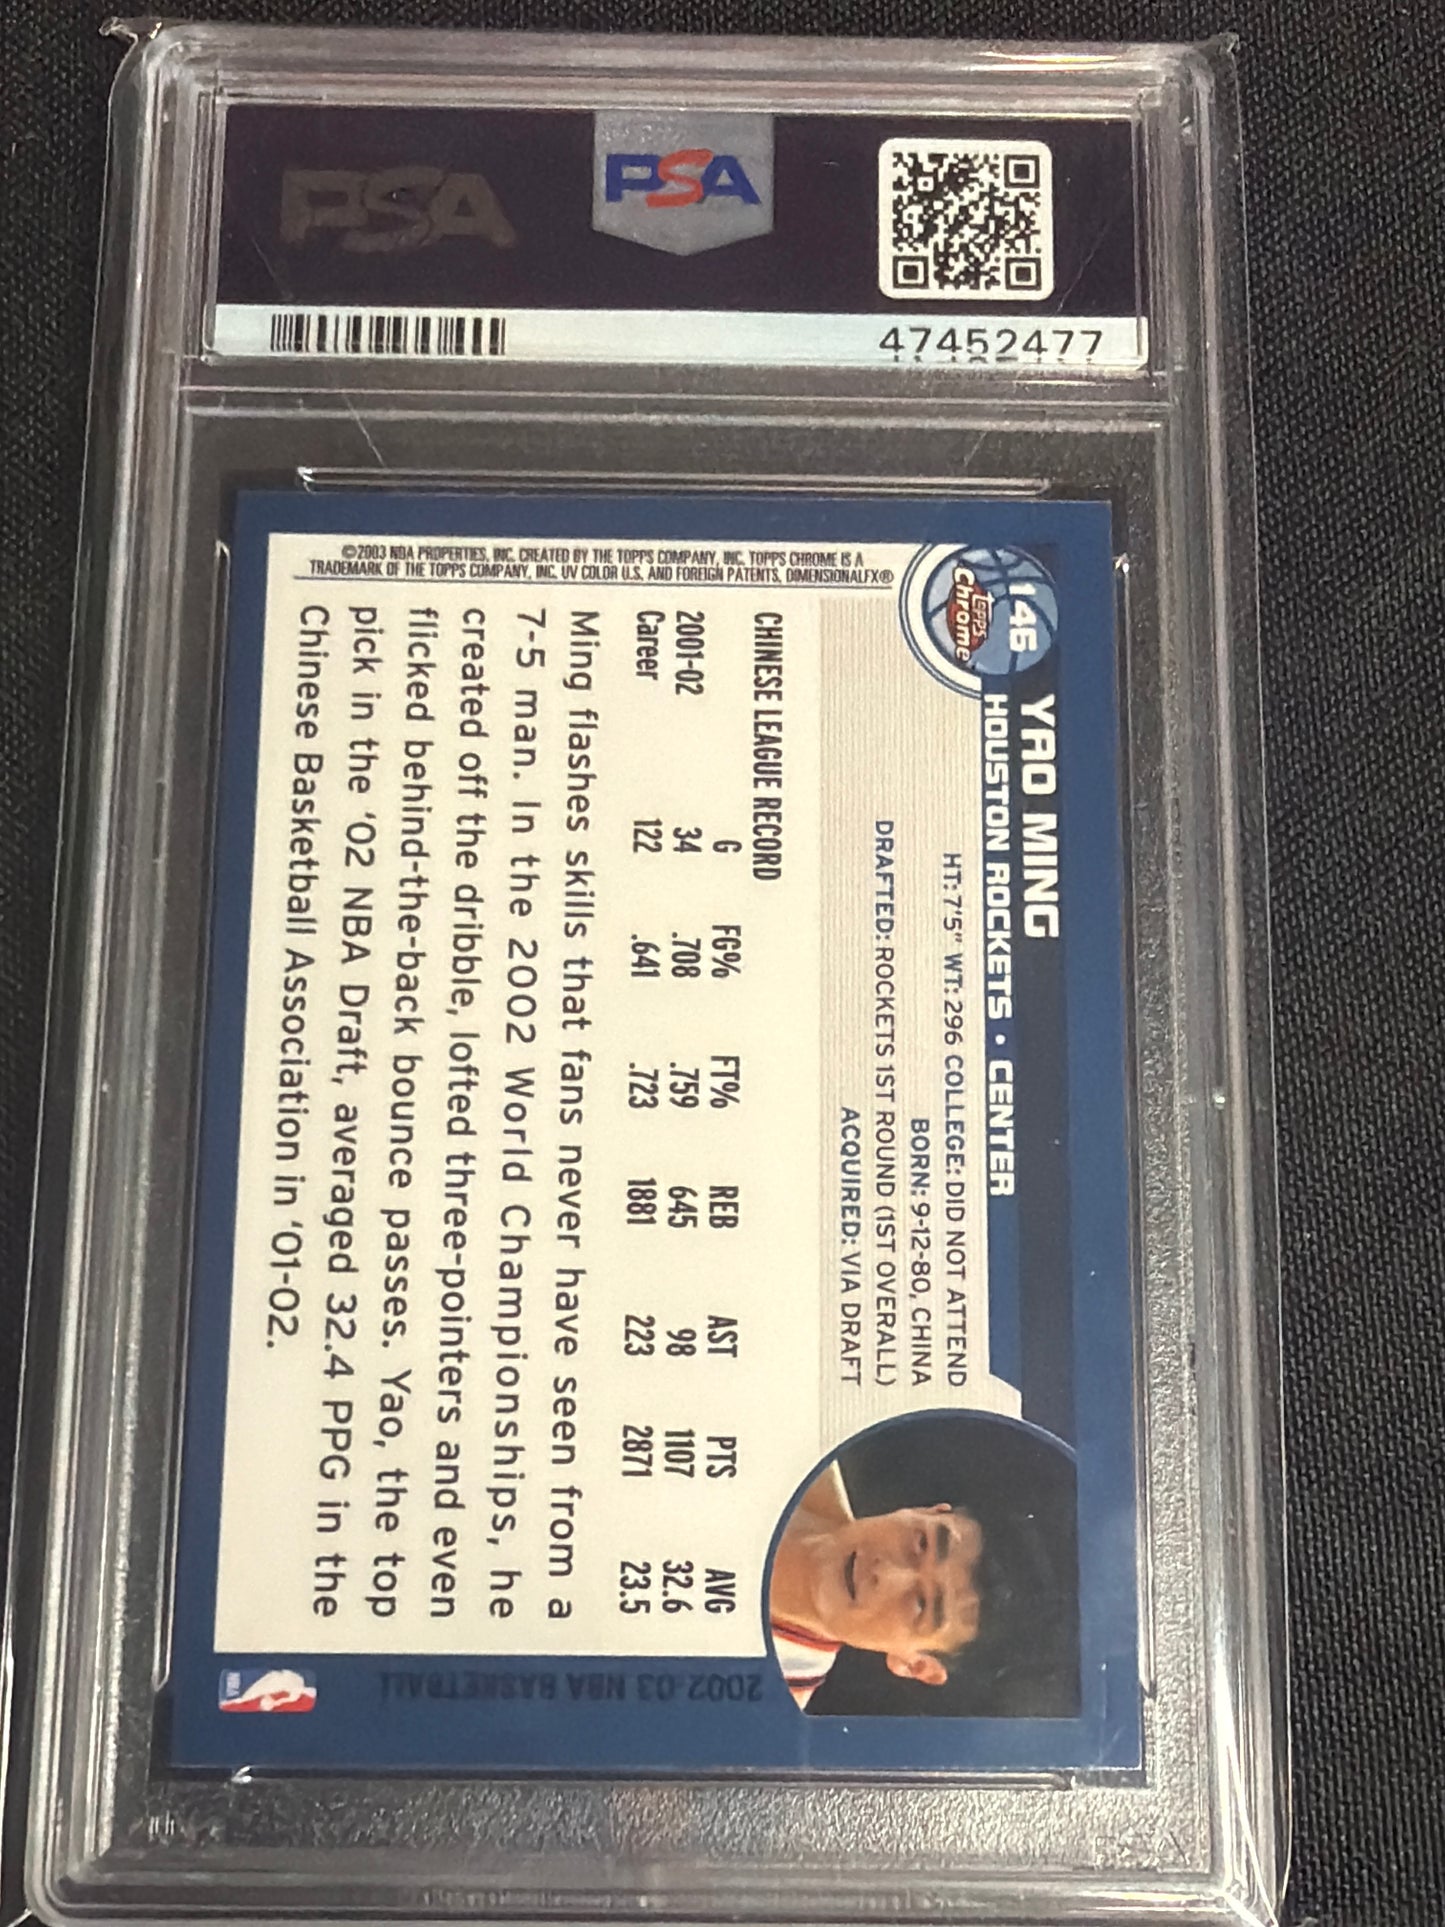 PSA
PSA
47452477
146
topps
Chrome
YAO MING
HOUSTON ROCKETS • CENTER
HT: 7'5" WT: 296 COLLEGE: DID NOT ATTEND
BORN: 9-12-80, CHINA
DRAFTED: ROCKETS 1ST ROUND (1ST OVERALL)
ACQUIRED: VIA DRAFT
CHINESE LEAGUE RECORD
G FG% FT% REB AST PTS AVG
2001-02 34 .708 .759 645 98 1107 32.6
Career 122 .641 .723 1881 223 2871 23.5
Ming flashes skills that fans never have seen from a
7-5 man. In the 2002 World Championships, he
created off the dribble, lofted three-pointers and even
flicked behind-the-back bounce passes. Yao, the top
pick in the '02 NBA Draft, averaged 32.4 PPG in the
Chinese Basketball Association in '01-02.
©2003 NBA PROPERTIES, INC. CREATED BY THE TOPPS COMPANY, INC. TOPPS CHROME IS A
TRADEMARK OF THE TOPPS COMPANY, INC. UV COLOR U.S. AND FOREIGN PATENTS, DIMENSIONALFX®
2002-03 NBA BASKETBALL
NBA
PSA